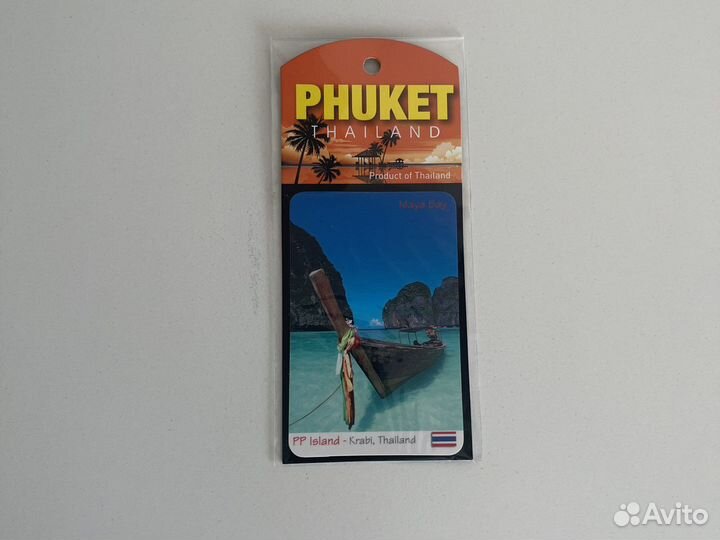 PHUKET
THAILAND
Product of Thailand
Maya Bay
PP Island - Krabi, Thailand
Avito